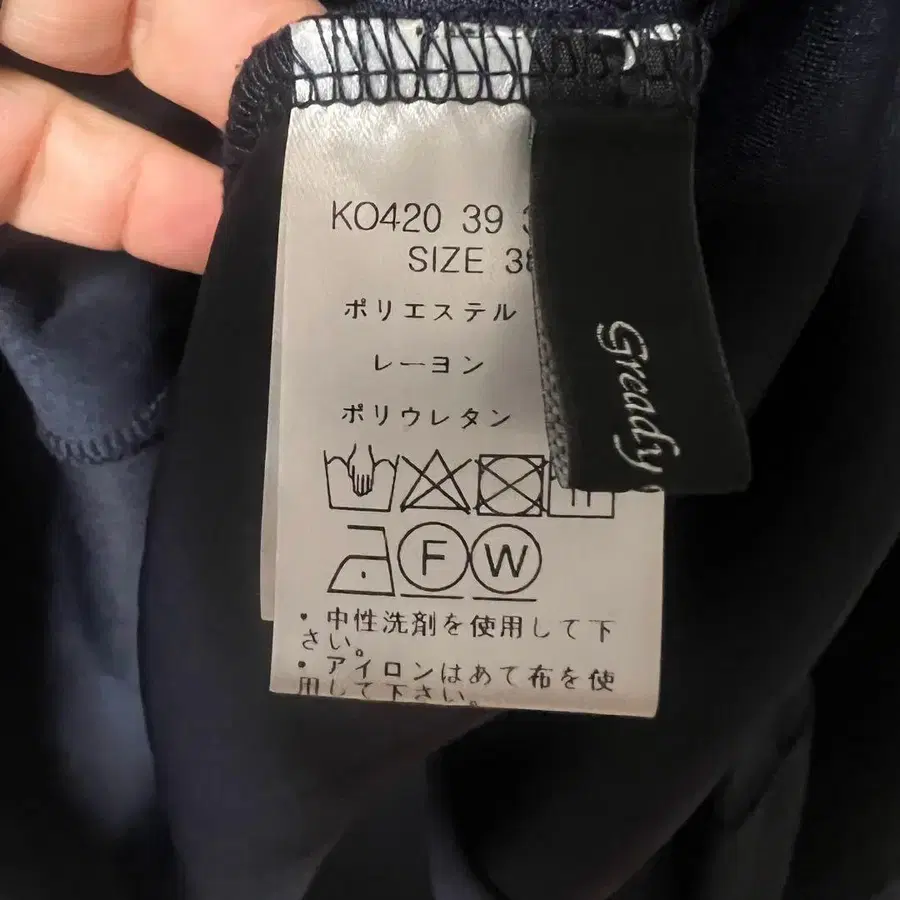 KO420 39
SIZE 38
ポリエステル
レーヨン
ポリウレタン
F W
・中性洗剤を使用して下
さい。
・アイロンはあて布を使
用して下さい。
Gready